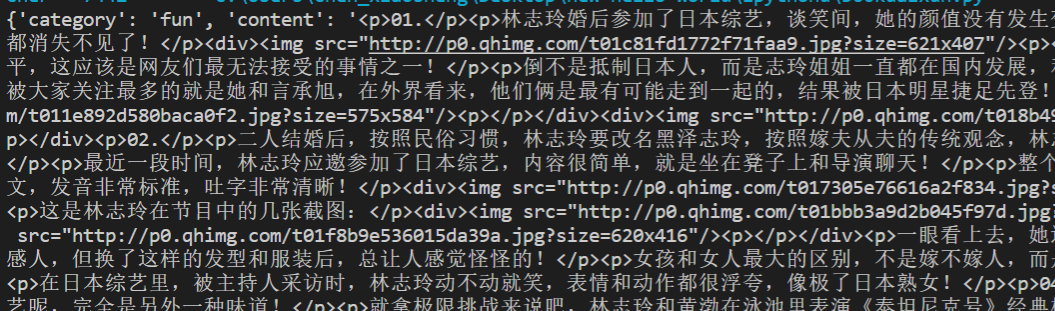 {'category': 'fun', 'content': '<p>01.</p><p>林志玲婚后参加了日本综艺，谈笑间，她的颜值没有发生
都消失不见了！</p><div><img src="http://p0.qhimg.com/t01c81fd1772f71faa9.jpg?size=621x407"/><p>
平，这应该是网友们最无法接受的事情之一！</p><p>倒不是抵制日本人，而是志玲姐姐一直都在国内发展，
被大家关注最多的就是她和言承旭，在外界看来，他们俩是最有可能走到一起的，结果被日本明星捷足先登！
m/t011e892d580baca0f2.jpg?size=575x584"/><p></p></div><div><img src="http://p0.qhimg.com/t018b49
p></div><p>02.</p><p>二人结婚后，按照民俗习惯，林志玲要改名黑泽志玲，按照嫁夫从夫的传统观念，林
</p><p>最近一段时间，林志玲应邀参加了日本综艺，内容很简单，就是坐在凳子上和导演聊天！</p><p>整个
文，发音非常标准，吐字非常清晰！</p><div><img src="http://p0.qhimg.com/t017305e76616a2f834.jpg?s
<p>这是林志玲在节目中的几张截图：</p><div><img src="http://p0.qhimg.com/t01bbb3a9d2b045f97d.jpg?
src="http://p0.qhimg.com/t01f8b9e536015da39a.jpg?size=620x416"/><p></p></div><p>一眼看上去，她
感人，但换了这样的发型和服装后，总让人感觉怪怪的！</p><p>女孩和女人最大的区别，不是嫁不嫁人，而
<p>在日本综艺里，被主持人采访时，林志玲动不动就笑，表情和动作都很浮夸，像极了日本熟女！</p><p>04
艺呢，完全是另外一种味道！</p><p>就拿极限挑战来说吧，林志玲和黄渤在泳池里表演《泰坦尼克号》经典